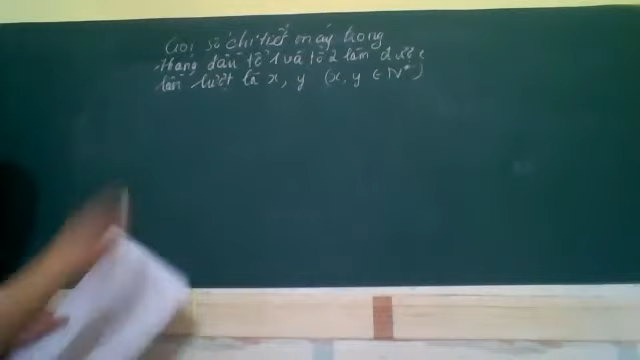 Gọi số chi tiết máy trong
tháng đầu tổ 1 và tổ 2 làm được
lần lượt là x, y (x, y ∈ N*)